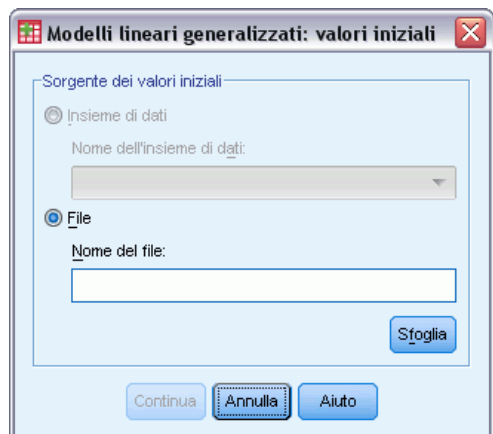 Modelli lineari generalizzati: valori iniziali
Sorgente dei valori iniziali
Insieme di dati
Nome dell'insieme di dati:
File
Nome del file:
Sfoglia
Continua Annulla Aiuto